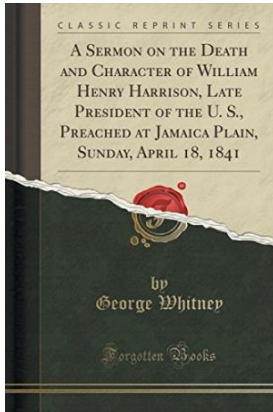 CLASSIC REPRINT SERIES
A SERMON ON THE DEATH
AND CHARACTER OF WILLIAM
HENRY HARRISON, LATE
PRESIDENT OF THE U. S.,
PREACHED AT JAMAICA PLAIN,
SUNDAY, APRIL 18, 1841
by
George Whitney
Forgotten Books